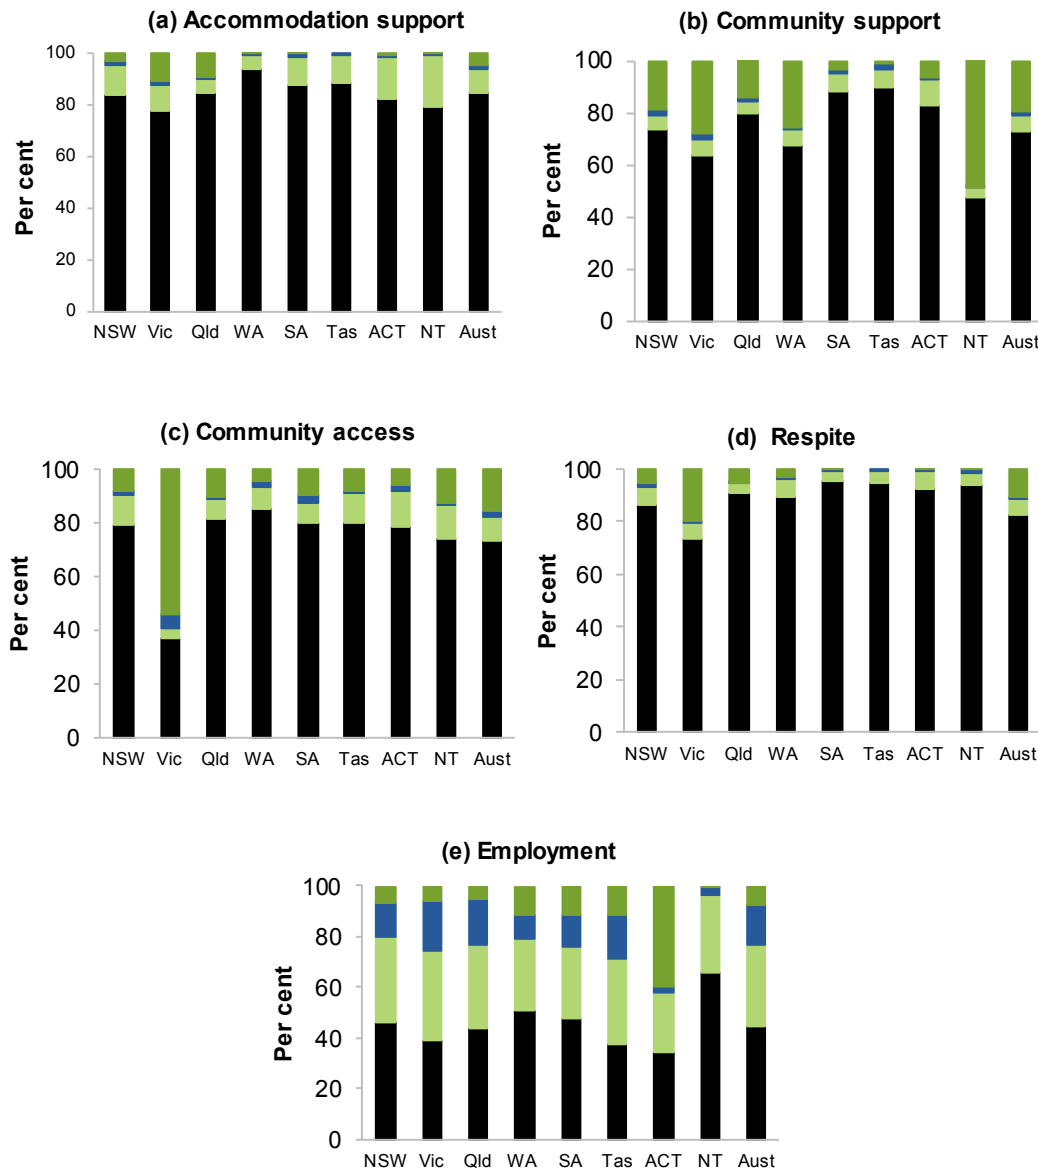 (a) Accommodation support
100
80
60
40
20
0
Per cent
NSW Vic Qld WA SA Tas ACT NT Aust
(b) Community support
100
80
60
40
20
0
Per cent
NSW Vic Qld WA SA Tas ACT NT Aust
(c) Community access
100
80
60
40
20
0
Per cent
NSW Vic Qld WA SA Tas ACT NT Aust
(d) Respite
100
80
60
40
20
0
Per cent
NSW Vic Qld WA SA Tas ACT NT Aust
(e) Employment
100
80
60
40
20
0
Per cent
NSW Vic Qld WA SA Tas ACT NT Aust